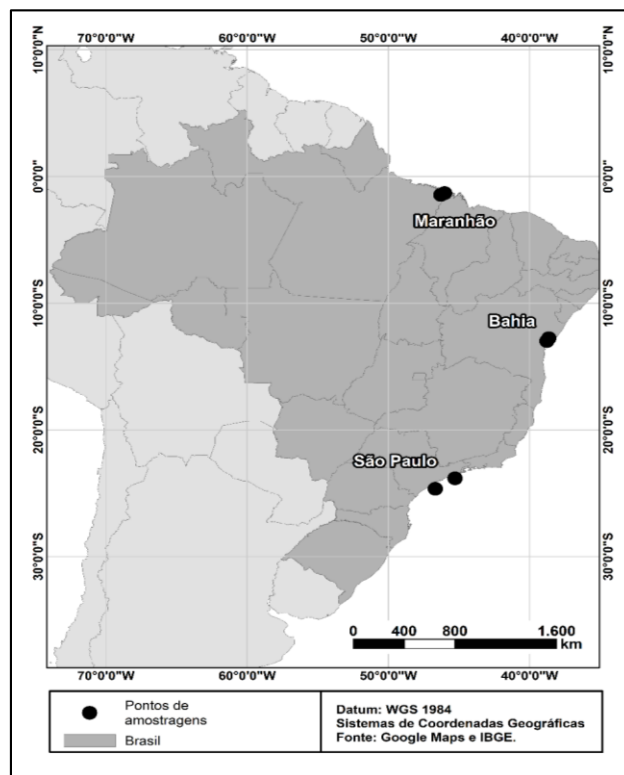 70°0'0"W 60°0'0"W 50°0'0"W 40°0'0"W
10°0'0"N 10°0'0"N
0°0'0" 0°0'0"
Maranhão
10°0'0"S 10°0'0"S
Bahia
20°0'0"S 20°0'0"S
São Paulo
30°0'0"S 30°0'0"S
0 400 800 1.600
km
70°0'0"W 60°0'0"W 50°0'0"W 40°0'0"W
Pontos de
amostragens
Brasil
Datum: WGS 1984
Sistemas de Coordenadas Geográficas
Fonte: Google Maps e IBGE.